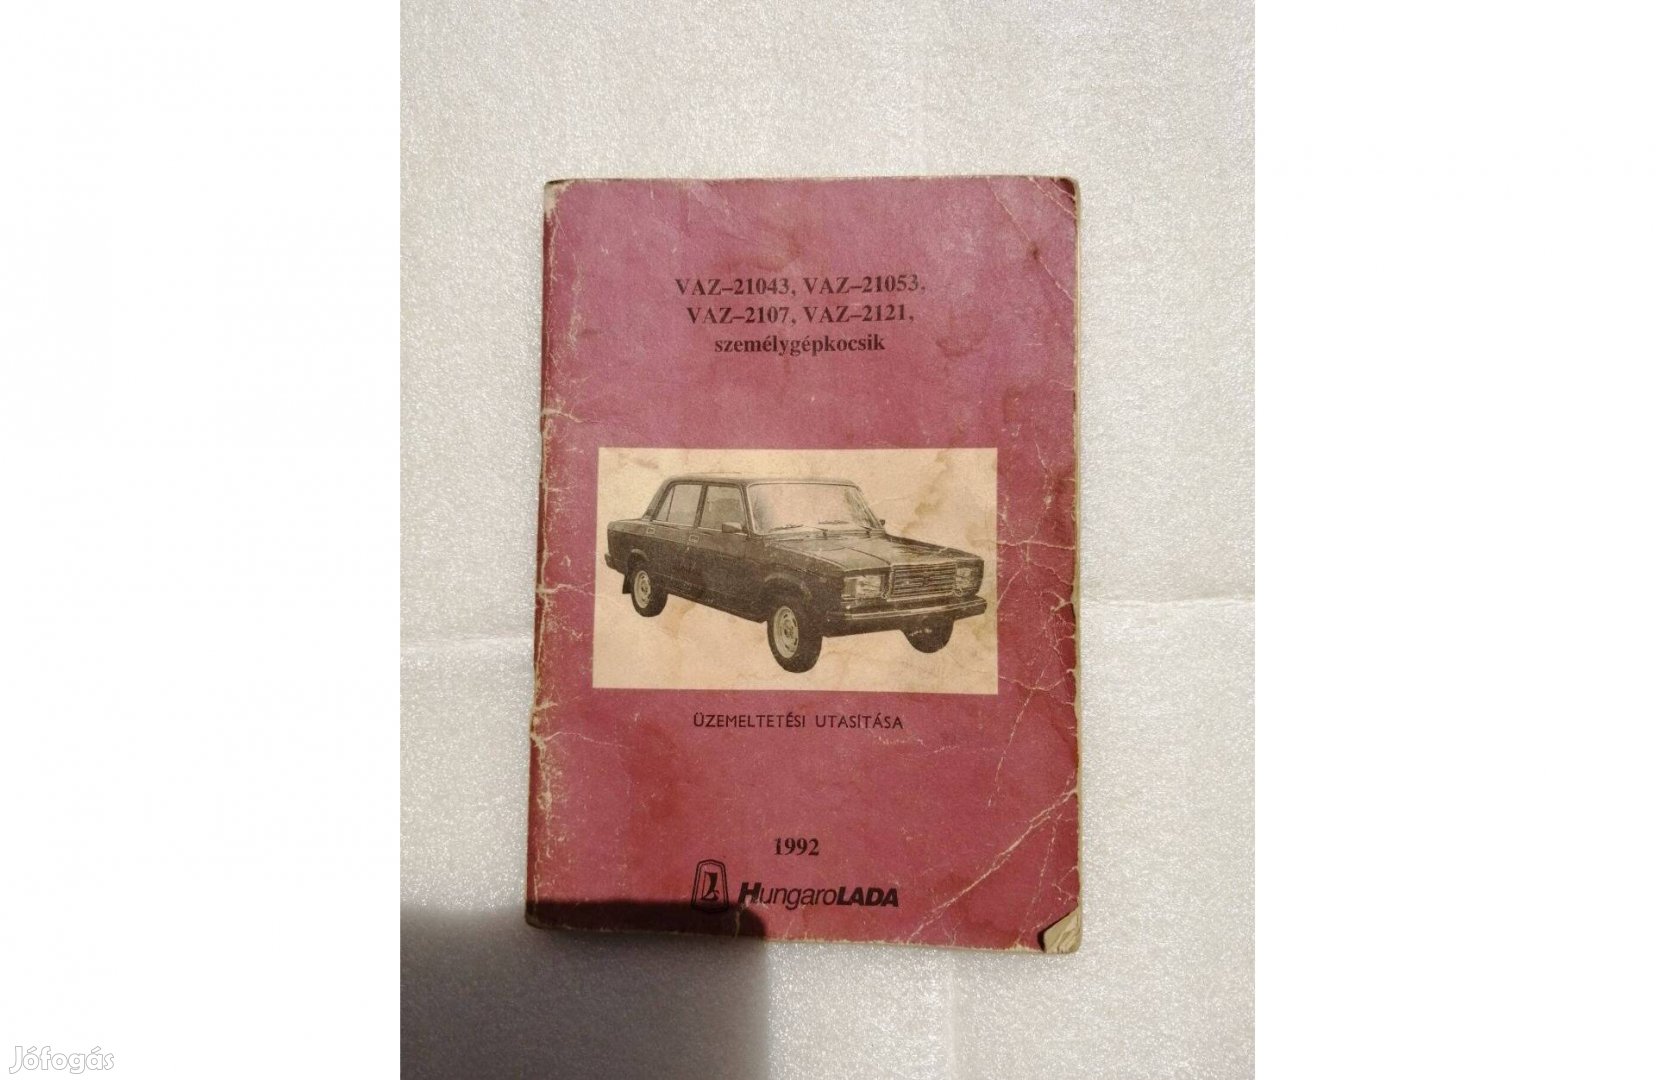 VAZ–21043, VAZ–21053,
VAZ–2107, VAZ–2121,
személygépkocsik
ÜZEMELTETÉSI UTASÍTÁSA
1992
HungaroLADA
Jófogás